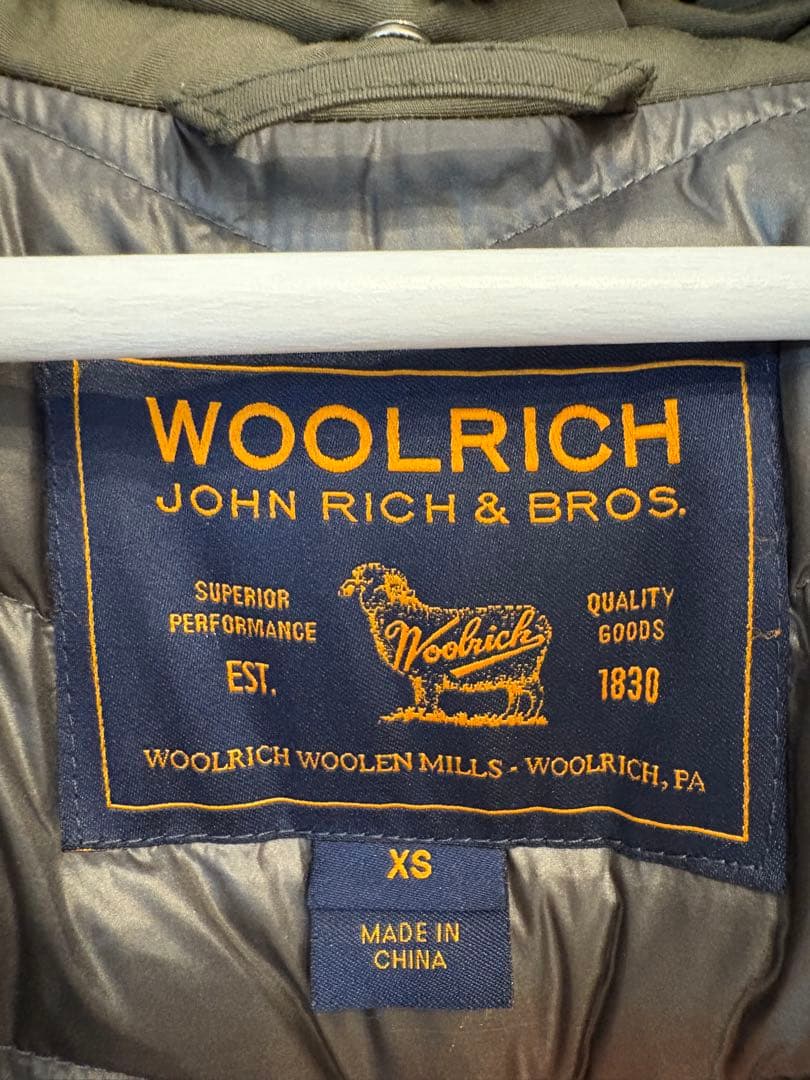 WOOLRICH
JOHN RICH & BROS.
SUPERIOR
PERFORMANCE
EST.
Woolrich
QUALITY
GOODS
1830
WOOLRICH WOOLEN MILLS - WOOLRICH, PA
XS
MADE IN
CHINA